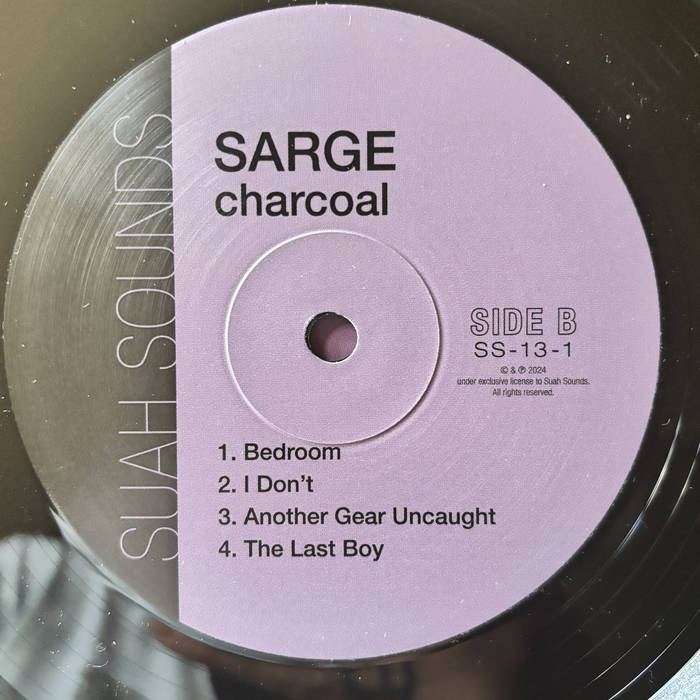 SUAH SOUNDS
SARGE
charcoal
SIDE B
SS-13-1
© & ℗ 2024
under exclusive license to Suah Sounds.
All rights reserved.
1. Bedroom
2. I Don't
3. Another Gear Uncaught
4. The Last Boy